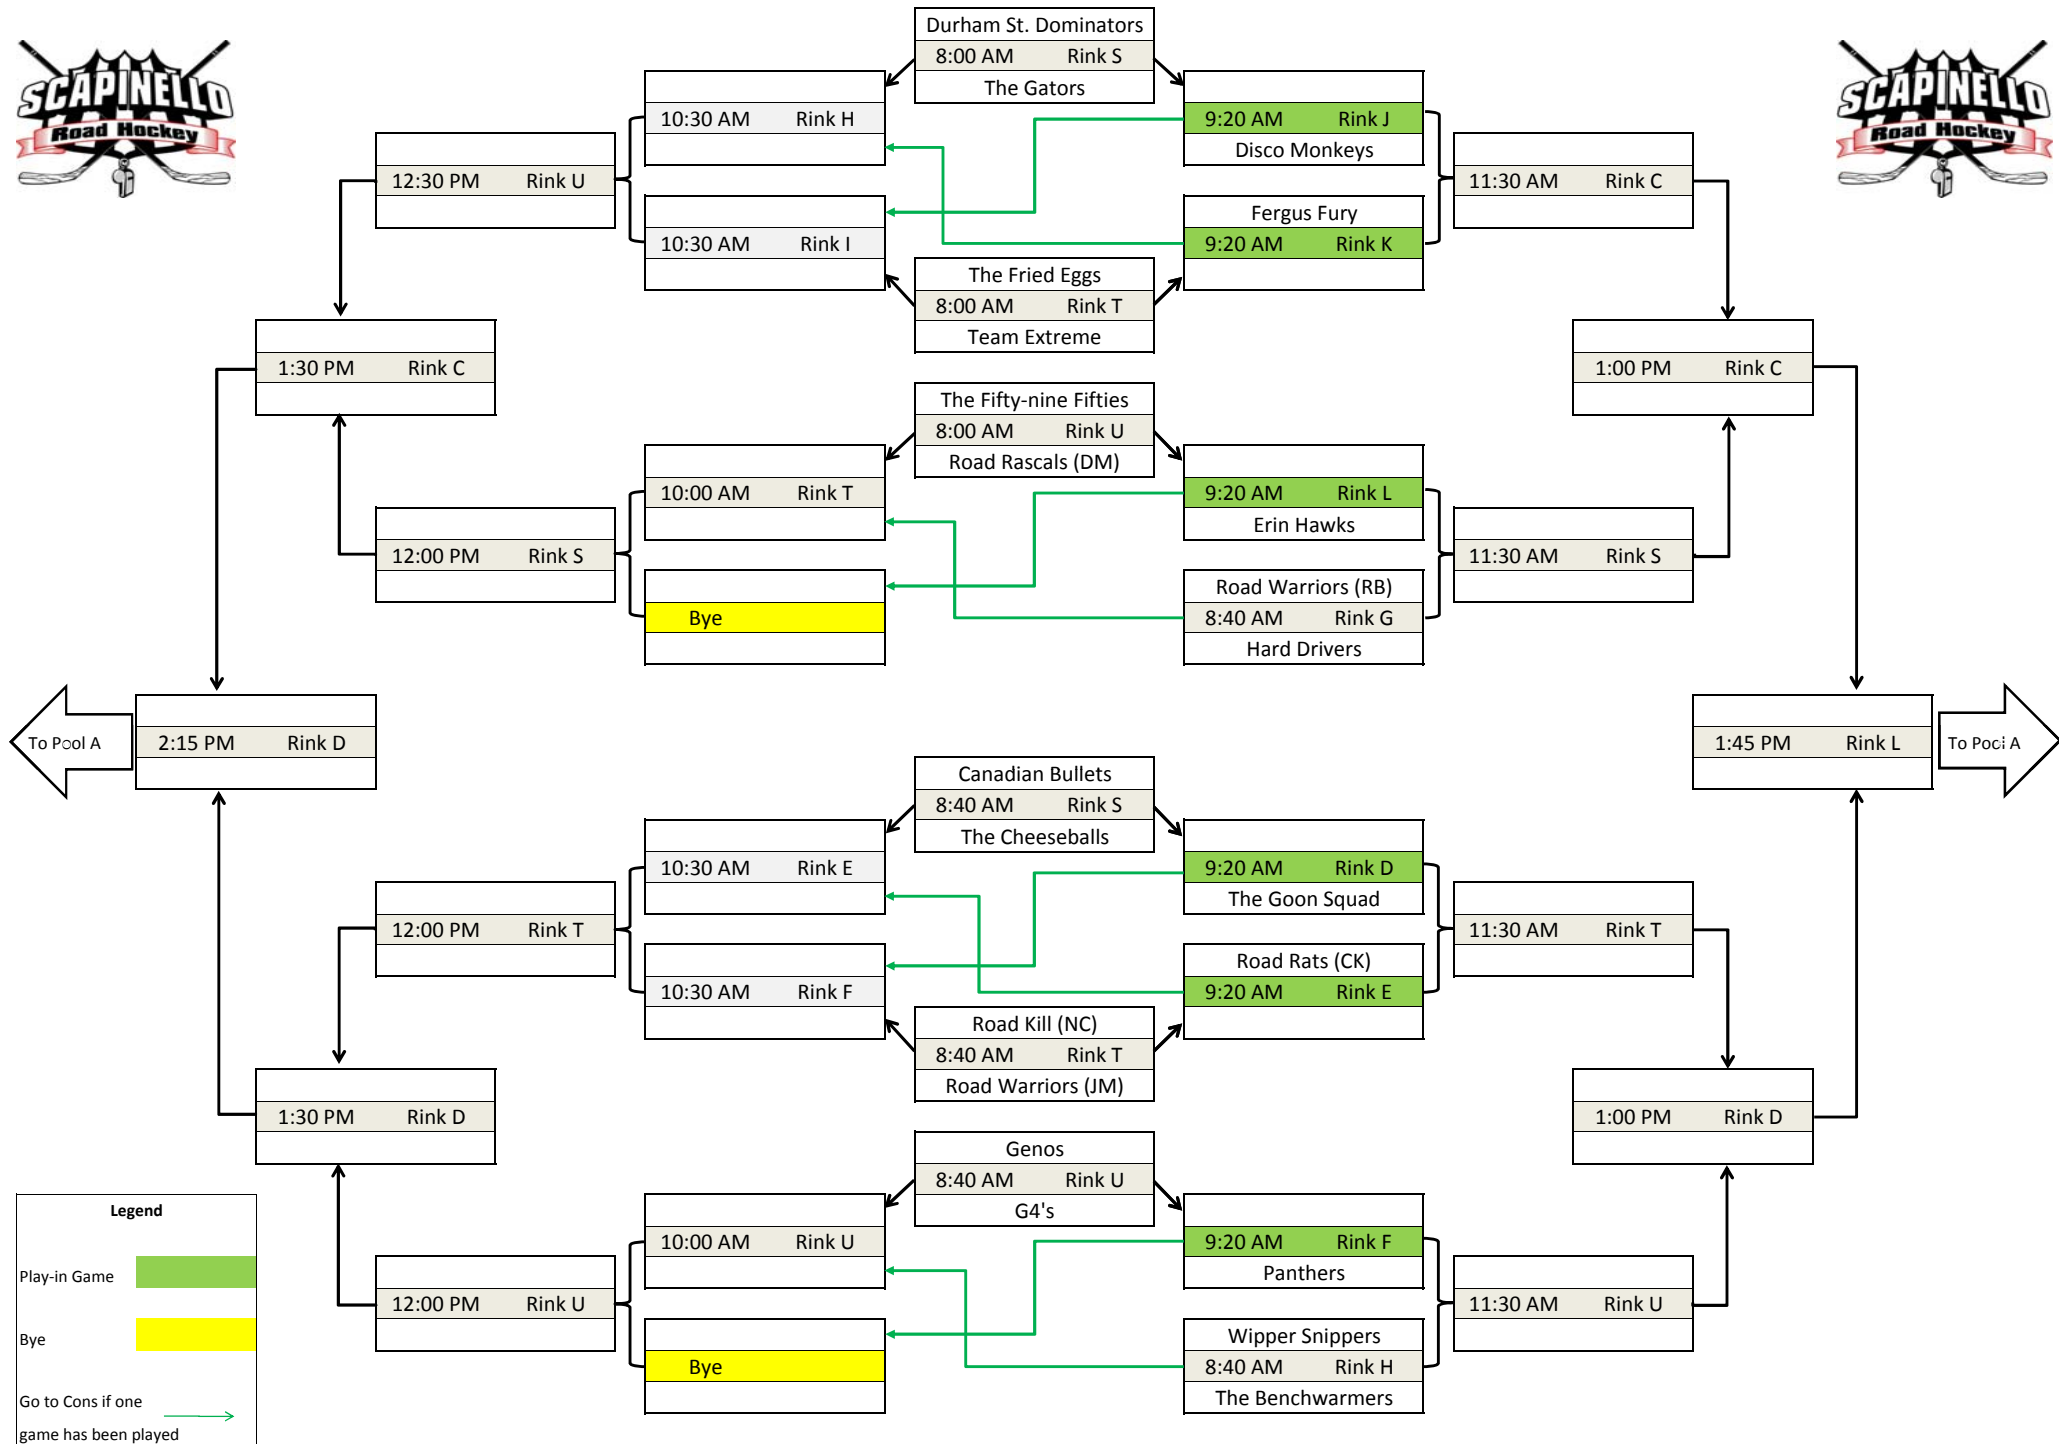 SCAPINELLO
Road Hockey
SCAPINELLO
Road Hockey
Durham St. Dominators
8:00 AM Rink S
The Gators
10:30 AM Rink H
9:20 AM Rink J
Disco Monkeys
12:30 PM Rink U
11:30 AM Rink C
10:30 AM Rink I
Fergus Fury
9:20 AM Rink K
The Fried Eggs
8:00 AM Rink T
Team Extreme
1:30 PM Rink C
1:00 PM Rink C
The Fifty-nine Fifties
8:00 AM Rink U
Road Rascals (DM)
10:00 AM Rink T
9:20 AM Rink L
Erin Hawks
12:00 PM Rink S
11:30 AM Rink S
Bye
Road Warriors (RB)
8:40 AM Rink G
Hard Drivers
To Pool A
2:15 PM Rink D
1:45 PM Rink L
To Pool A
Canadian Bullets
8:40 AM Rink S
The Cheeseballs
10:30 AM Rink E
9:20 AM Rink D
The Goon Squad
12:00 PM Rink T
11:30 AM Rink T
10:30 AM Rink F
Road Rats (CK)
9:20 AM Rink E
Road Kill (NC)
8:40 AM Rink T
Road Warriors (JM)
1:30 PM Rink D
1:00 PM Rink D
Genos
8:40 AM Rink U
G4's
10:00 AM Rink U
9:20 AM Rink F
Panthers
12:00 PM Rink U
11:30 AM Rink U
Bye
Wipper Snippers
8:40 AM Rink H
The Benchwarmers
Legend
Play-in Game
Bye
Go to Cons if one
game has been played